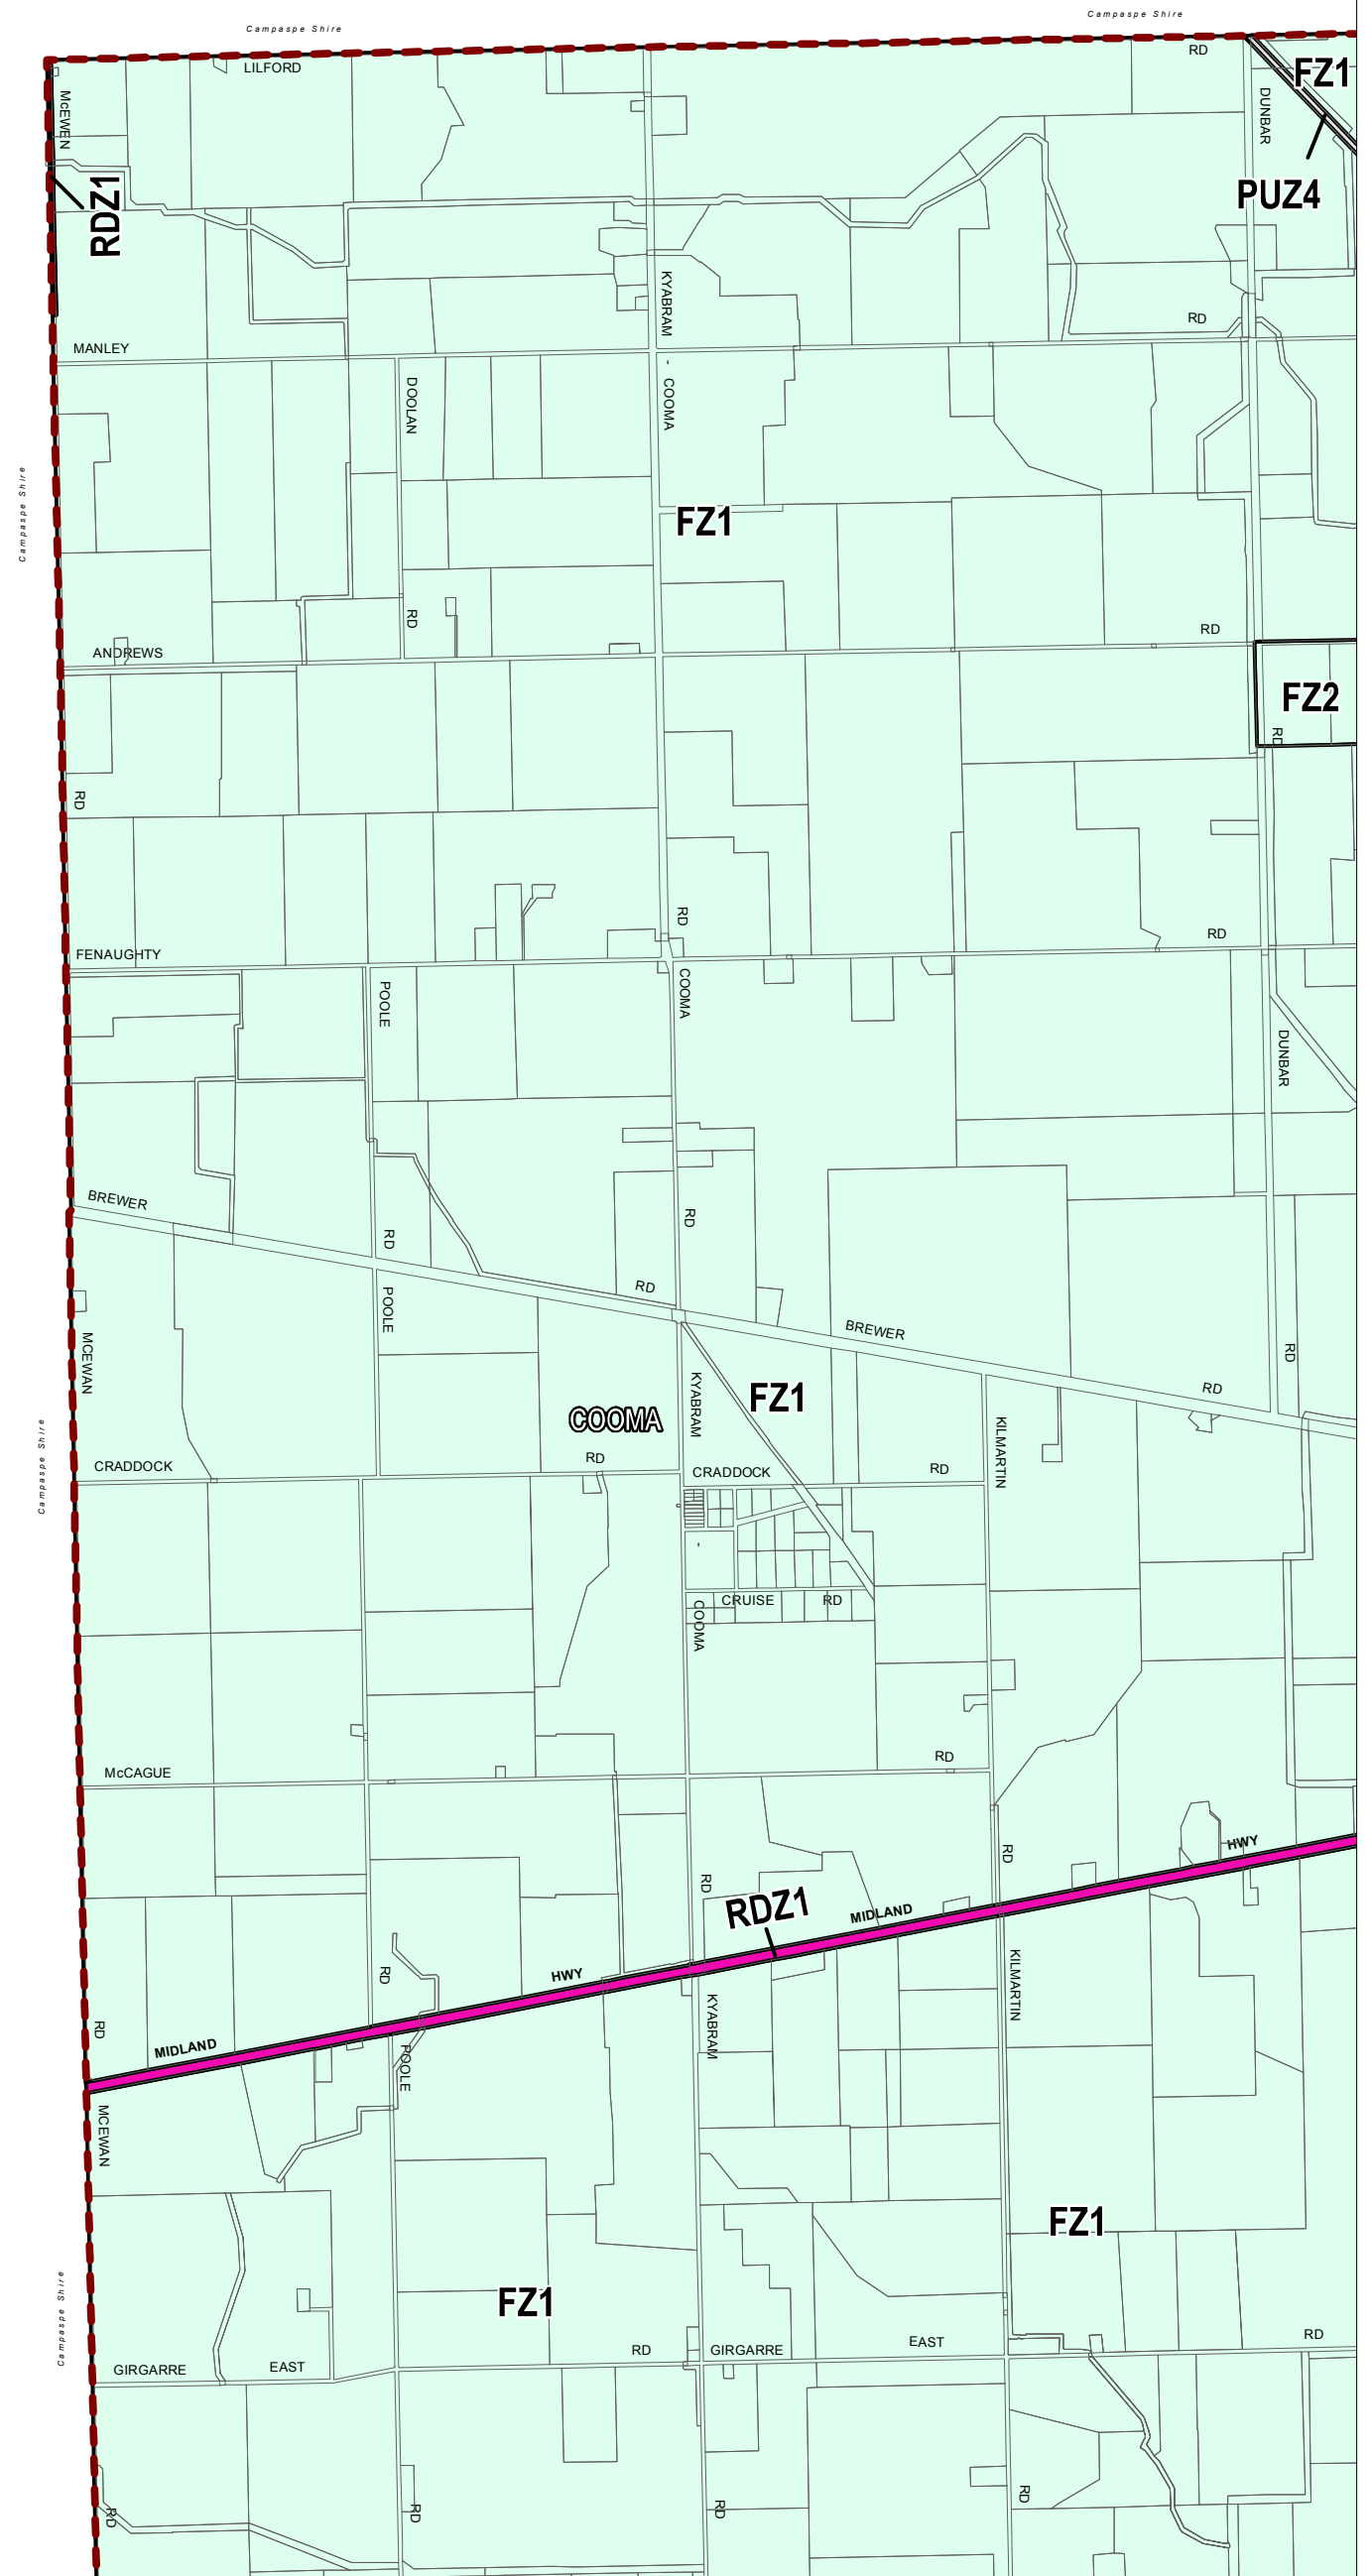 Campaspe Shire
Campaspe Shire
LILFORD
RD
FZ1
McEWEN
DUNBAR
PUZ4
RDZ1
KYABRAM
RD
MANLEY
-
COOMA
DOOLAN
Campaspe Shire
FZ1
RD
RD
ANDREWS
FZ2
RD
RD
RD
RD
FENAUGHTY
COOMA
POOLE
DUNBAR
BREWER
RD
RD
RD
POOLE
BREWER
MCEWAN
RD
RD
KYABRAM
FZ1
COOMA
KILMARTIN
Campaspe Shire
CRADDOCK
RD
CRADDOCK
RD
CRUISE
RD
COOMA
McCAGUE
RD
HWY
RD
RD
RDZ1
MIDLAND
HWY
RD
KILMARTIN
RD
MIDLAND
KYABRAM
POOLE
MCEWAN
FZ1
FZ1
Campaspe Shire
GIRGARRE
EAST
RD
GIRGARRE
EAST
RD
RD
RD
RD
RD